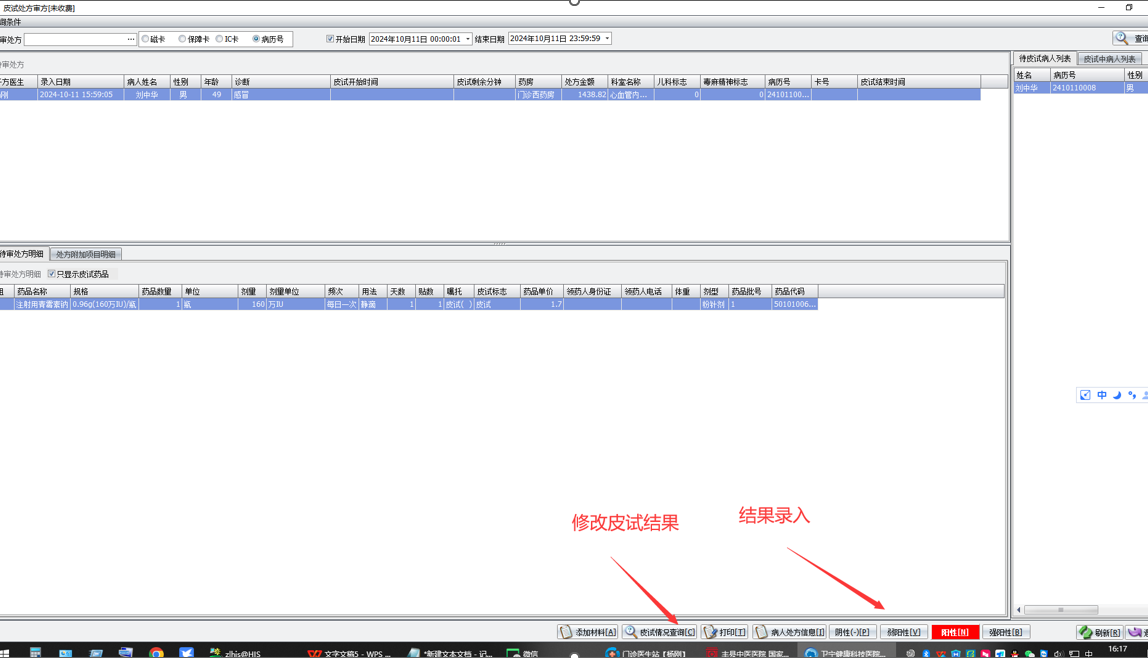 皮试处方审方[未收费]
询条件
审处方 … 磁卡 保障卡 IC卡 病历号 开始日期 2024年10月11日 00:00:01 结束日期 2024年10月11日 23:59:59 查询
待审处方
方医生 录入日期 病人姓名 性别 年龄 诊断 皮试开始时间 皮试剩余分钟 药房 处方金额 科室名称 儿科标志 毒麻精神标志 病历号 卡号 皮试结束时间
刚 2024-10-11 15:59:05 刘中华 男 49 感冒 门诊西药房 1438.82 心血管内... 0 0 24101100...
待皮试病人列表 皮试中病人列表
姓名 病历号 性别
刘中华 2410110008 男
待审处方明细 处方附加项目明细
待审处方明细 只显示皮试药品
组 药品名称 规格 药品数量 单位 剂量 剂量单位 频次 用法 天数 贴数 嘱托 皮试标志 药品单价 领药人身份证 领药人电话 体重 剂型 药品批号 药品代码
注射用青霉素钠 0.96g(160万IU)/瓶 1 瓶 160 万IU 每日一次 静滴 1 1 皮试( ) 皮试 1.7 粉针剂 1 50101006...
中
修改皮试结果
结果录入
添加材料[A] 皮试情况查询[C] 打印[T] 病人处方信息[I] 阴性(-)[P] 弱阳性[V] 阳性[N] 强阳性[B] 刷新[R]
zlhis@HIS 文字文稿5 - WPS ... *新建文本文档 - 记... 微信 门诊医生站【杨刚】 卫宁健康科技医院... 中 16:17